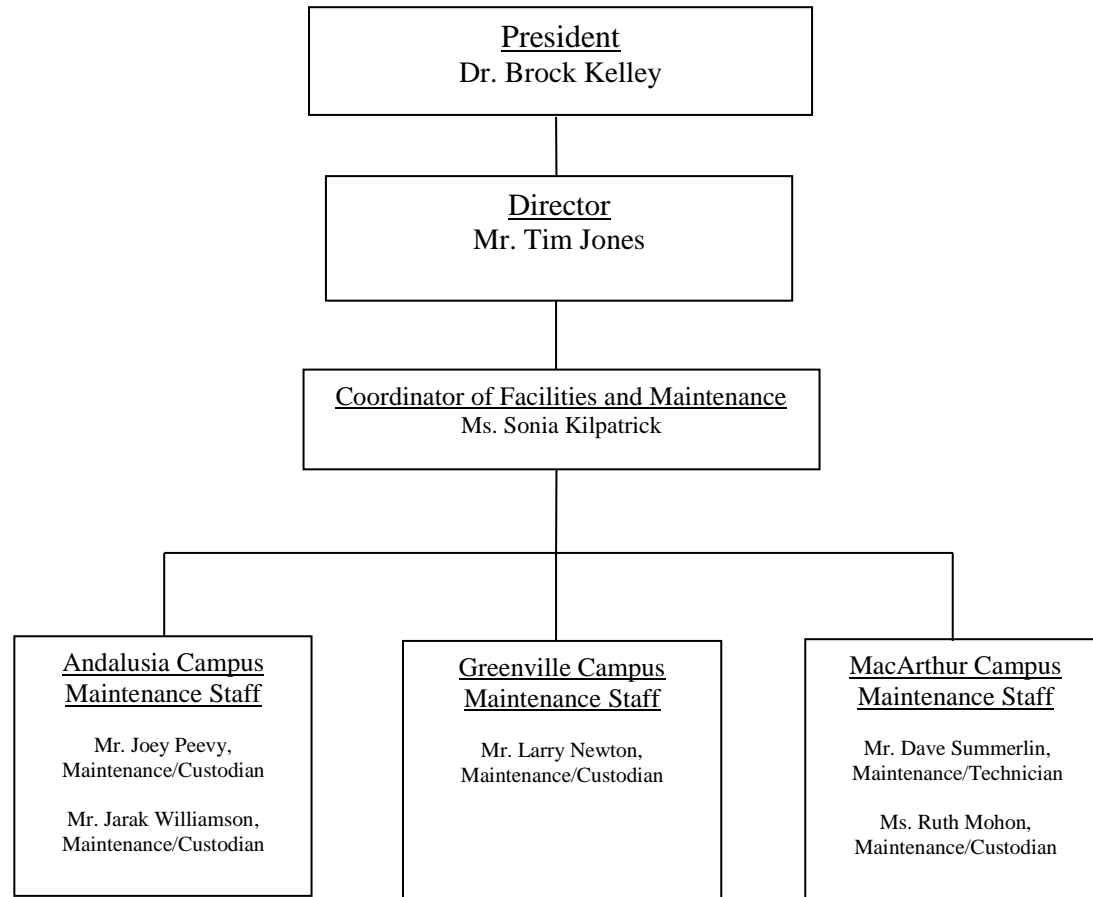 President
Dr. Brock Kelley
Director
Mr. Tim Jones
Coordinator of Facilities and Maintenance
Ms. Sonia Kilpatrick
Andalusia Campus
Maintenance Staff
Mr. Joey Peevy,
Maintenance/Custodian
Mr. Jarak Williamson,
Maintenance/Custodian
Greenville Campus
Maintenance Staff
Mr. Larry Newton,
Maintenance/Custodian
MacArthur Campus
Maintenance Staff
Mr. Dave Summerlin,
Maintenance/Technician
Ms. Ruth Mohon,
Maintenance/Custodian